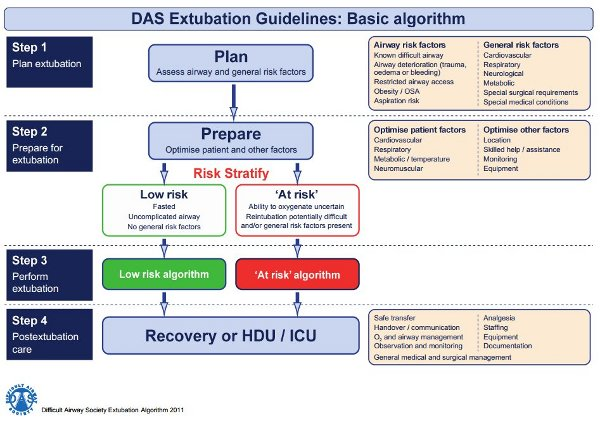 DAS Extubation Guidelines: Basic algorithm
Step 1
Plan extubation
Plan
Assess airway and general risk factors
Airway risk factors
Known difficult airway
Airway deterioration (trauma,
oedema or bleeding)
Restricted airway access
Obesity / OSA
Aspiration risk
General risk factors
Cardiovascular
Respiratory
Neurological
Metabolic
Special surgical requirements
Special medical conditions
Step 2
Prepare for
extubation
Prepare
Optimise patient and other factors
Optimise patient factors
Cardiovascular
Respiratory
Metabolic / temperature
Neuromuscular
Optimise other factors
Location
Skilled help / assistance
Monitoring
Equipment
Risk Stratify
Low risk
Fasted
Uncomplicated airway
No general risk factors
‘At risk’
Ability to oxygenate uncertain
Reintubation potentially difficult
and/or general risk factors present
Step 3
Perform
extubation
Low risk algorithm
‘At risk’ algorithm
Step 4
Postextubation
care
Recovery or HDU / ICU
Safe transfer
Handover / communication
O₂ and airway management
Observation and monitoring
Analgesia
Staffing
Equipment
Documentation
General medical and surgical management
DIFFICULT AIRWAY
DAS
SOCIETY
Difficult Airway Society Extubation Algorithm 2011